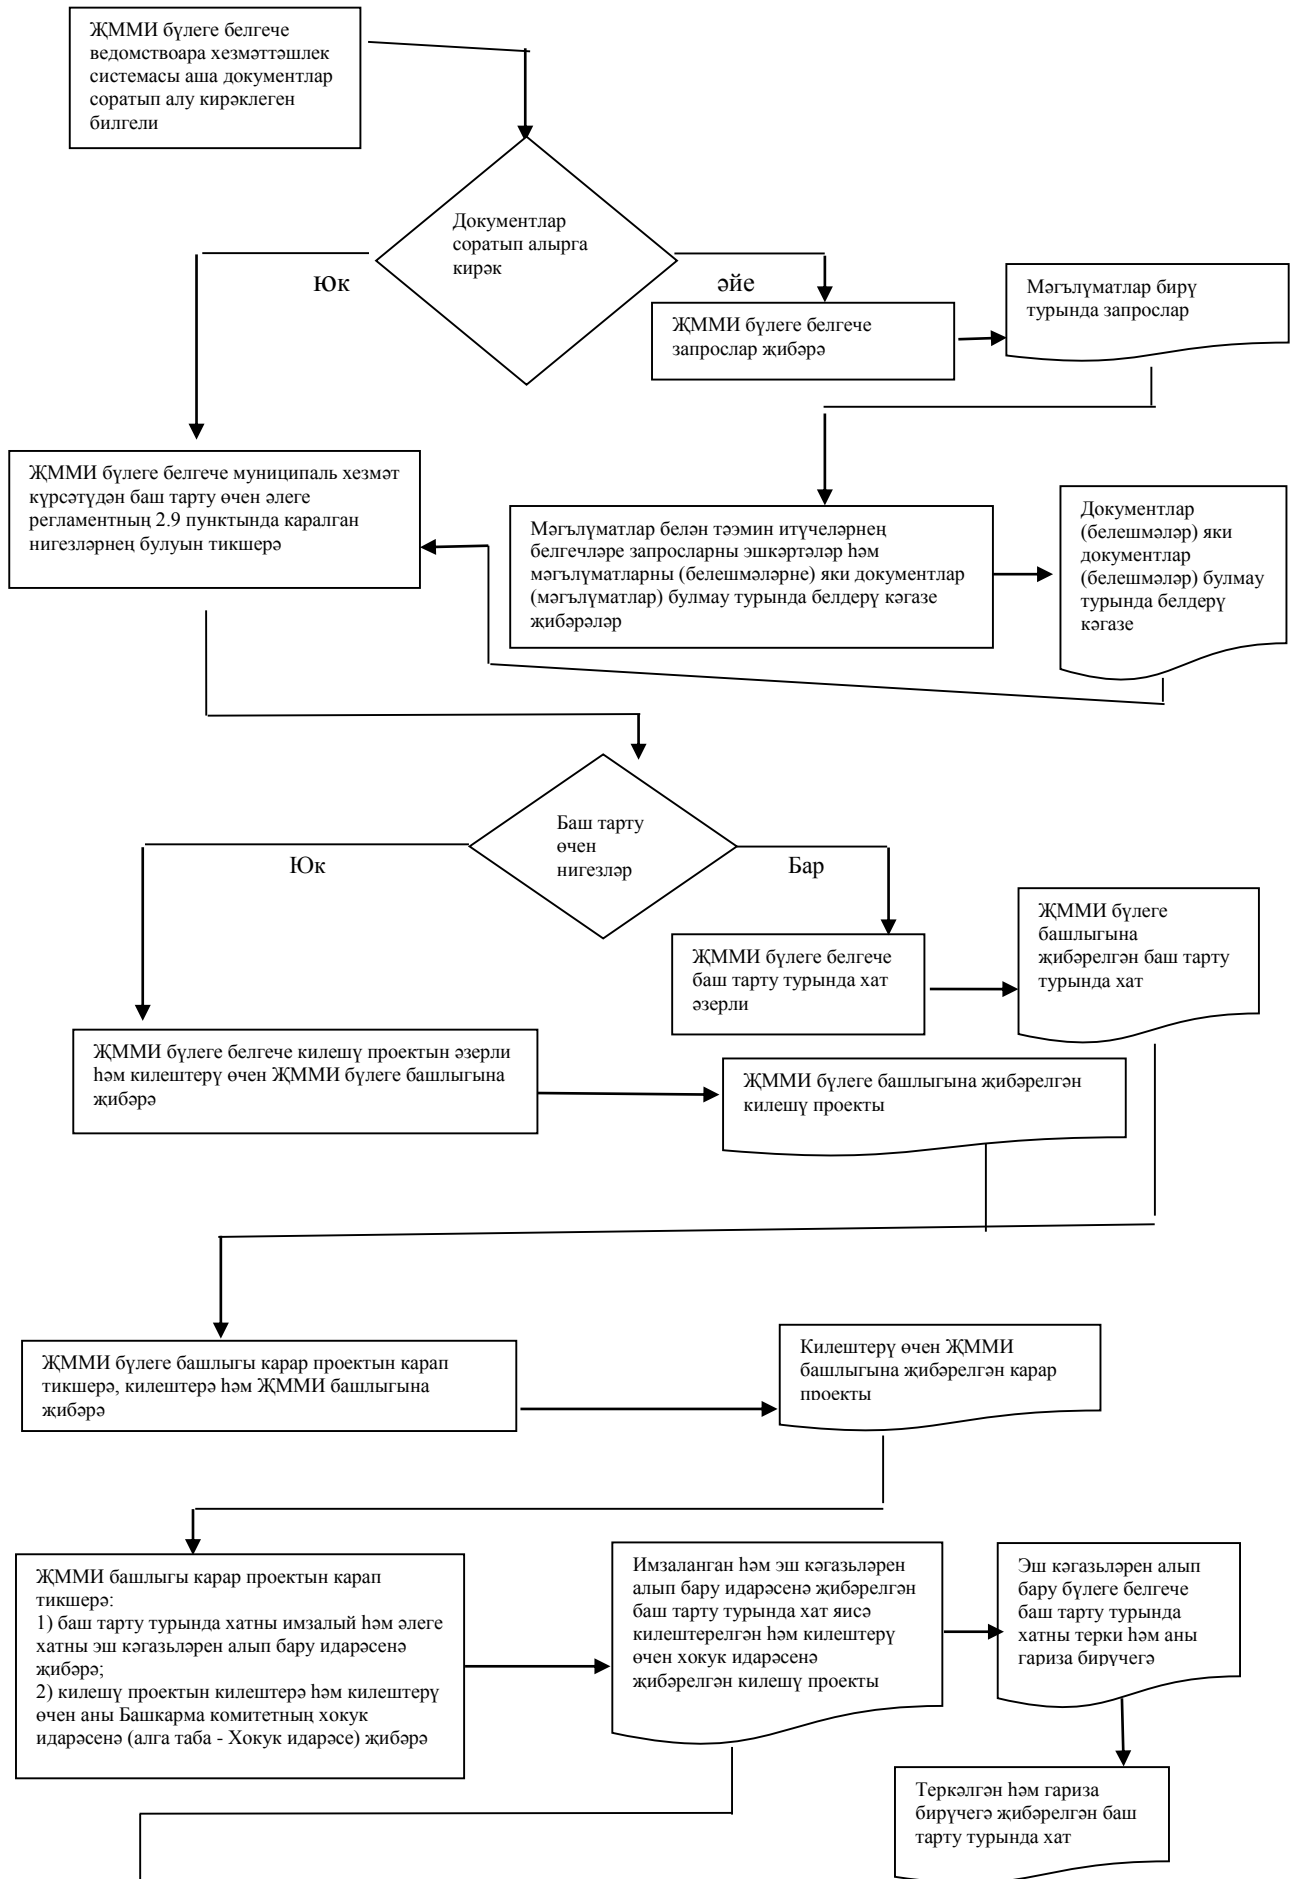 ҖММИ бүлеге белгече
ведомствоара хезмәттәшлек
системасы аша документлар
соратып алу кирәклеген
билгели
Документлар
соратып алырга
кирәк
Юк
әйе
ҖММИ бүлеге белгече
запрослар җибәрә
Мәгълүматлар бирү
турында запрослар
ҖММИ бүлеге белгече муниципаль хезмәт
күрсәтүдән баш тарту өчен әлеге
регламентның 2.9 пунктында каралган
нигезләрнең булуын тикшерә
Мәгълүматлар белән тәэмин итүчеләрнең
белгечләре запросларны эшкәртәләр һәм
мәгълүматларны (белешмәләрне) яки документлар
(мәгълүматлар) булмау турында белдерү кәгазе
җибәрәләр
Документлар
(белешмәләр) яки
документлар
(белешмәләр) булмау
турында белдерү
кәгазе
Баш тарту
өчен
нигезләр
Юк
Бар
ҖММИ бүлеге белгече
баш тарту турында хат
әзерли
ҖММИ бүлеге
башлыгына
җибәрелгән баш тарту
турында хат
ҖММИ бүлеге белгече килешү проектын әзерли
һәм килештерү өчен ҖММИ бүлеге башлыгына
җибәрә
ҖММИ бүлеге башлыгына җибәрелгән
килешү проекты
ҖММИ бүлеге башлыгы карар проектын карап
тикшерә, килештерә һәм ҖММИ башлыгына
җибәрә
Килештерү өчен ҖММИ
башлыгына җибәрелгән карар
проекты
ҖММИ башлыгы карар проектын карап
тикшерә:
1) баш тарту турында хатны имзалый һәм әлеге
хатны эш кәгазьләрен алып бару идарәсенә
җибәрә;
2) килешү проектын килештерә һәм килештерү
өчен аны Башкарма комитетның хокук
идарәсенә (алга таба - Хокук идарәсе) җибәрә
Имзаланган һәм эш кәгазьләрен
алып бару идарәсенә җибәрелгән
баш тарту турында хат яисә
килештерелгән һәм килештерү
өчен хокук идарәсенә
җибәрелгән килешү проекты
Эш кәгазьләрен алып
бару бүлеге белгече
баш тарту турында
хатны терки һәм аны
гариза бирүчегә
Теркәлгән һәм гариза
бирүчегә җибәрелгән баш
тарту турында хат